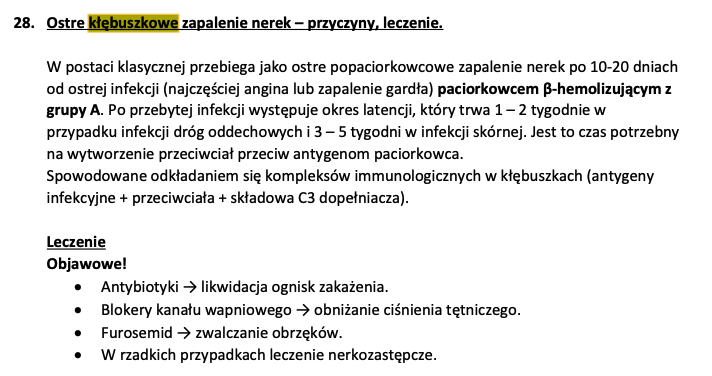 28. Ostre kłębuszkowe zapalenie nerek – przyczyny, leczenie.
W postaci klasycznej przebiega jako ostre popaciorkowcowe zapalenie nerek po 10-20 dniach
od ostrej infekcji (najczęściej angina lub zapalenie gardła) paciorkowcem β-hemolizującym z
grupy A. Po przebytej infekcji występuje okres latencji, który trwa 1 – 2 tygodnie w
przypadku infekcji dróg oddechowych i 3 – 5 tygodni w infekcji skórnej. Jest to czas potrzebny
na wytworzenie przeciwciał przeciw antygenom paciorkowca.
Spowodowane odkładaniem się kompleksów immunologicznych w kłębuszkach (antygeny
infekcyjne + przeciwciała + składowa C3 dopełniacza).
Leczenie
Objawowe!
• Antybiotyki → likwidacja ognisk zakażenia.
• Blokery kanału wapniowego → obniżanie ciśnienia tętniczego.
• Furosemid → zwalczanie obrzęków.
• W rzadkich przypadkach leczenie nerkozastępcze.